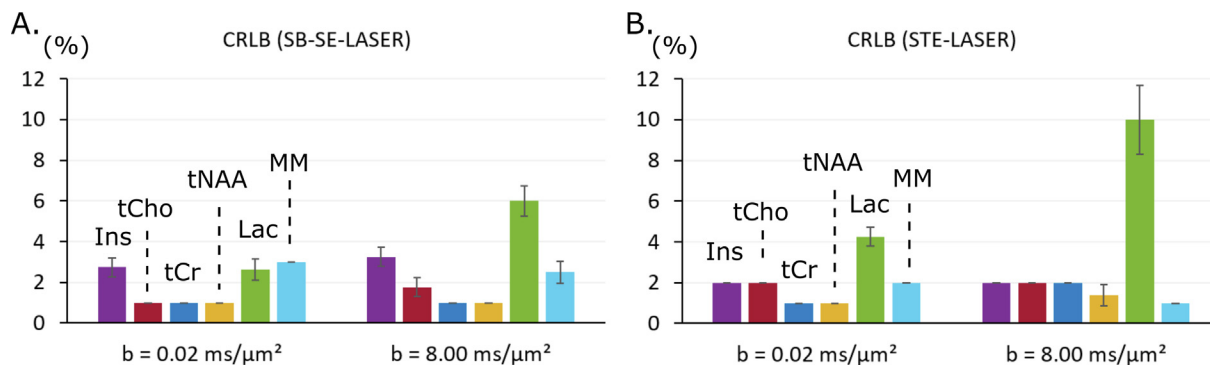 A.
(%)
CRLB (SB-SE-LASER)
12
10
8
6
4
2
0
Ins
tCho
tCr
tNAA
Lac
MM
b = 0.02 ms/µm²
b = 8.00 ms/µm²
B.
(%)
CRLB (STE-LASER)
12
10
8
6
4
2
0
Ins
tCho
tCr
tNAA
Lac
MM
b = 0.02 ms/µm²
b = 8.00 ms/µm²